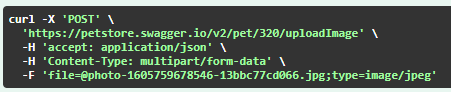 curl -X 'POST' \
  'https://petstore.swagger.io/v2/pet/320/uploadImage' \
  -H 'accept: application/json' \
  -H 'Content-Type: multipart/form-data' \
  -F 'file=@photo-1605759678546-13bbc77cd066.jpg;type=image/jpeg'